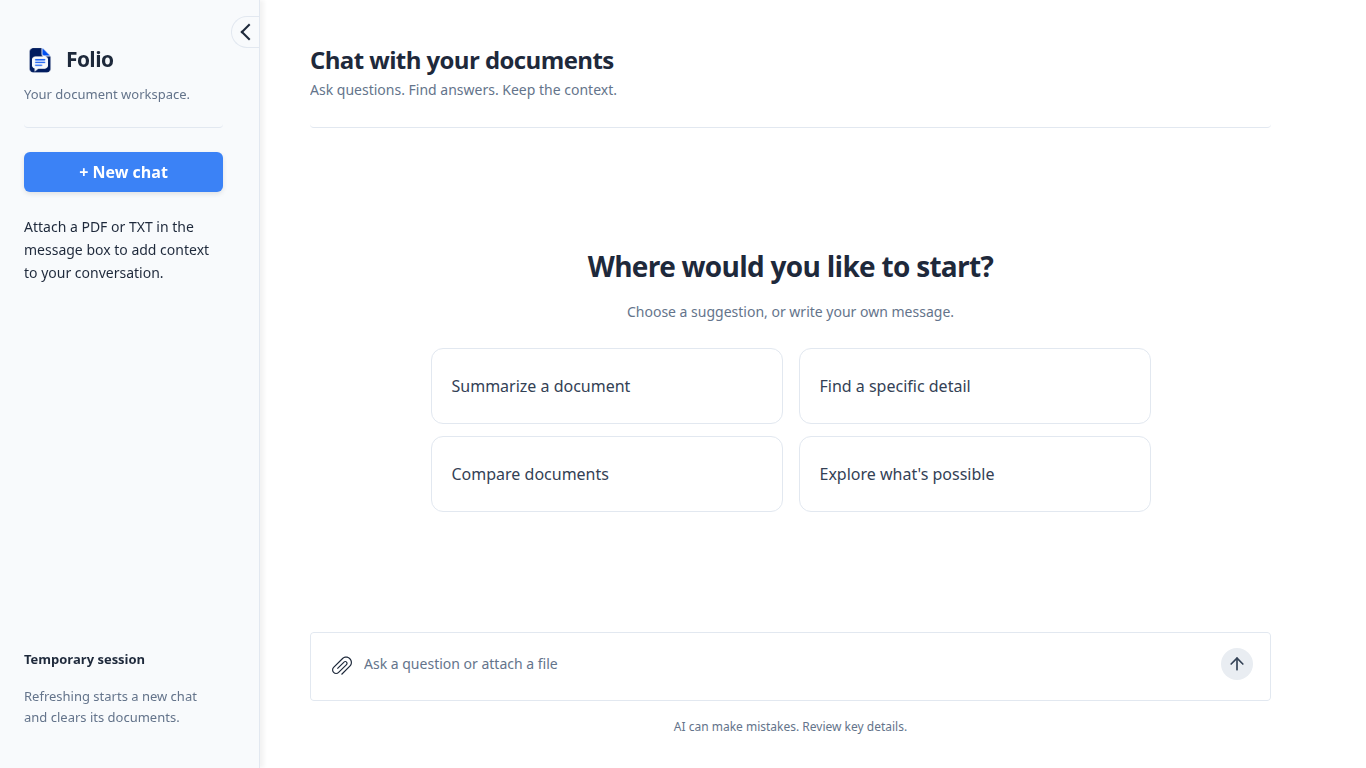 Folio
Your document workspace.
+ New chat
Attach a PDF or TXT in the
message box to add context
to your conversation.
Temporary session
Refreshing starts a new chat
and clears its documents.
Chat with your documents
Ask questions. Find answers. Keep the context.
Where would you like to start?
Choose a suggestion, or write your own message.
Summarize a document
Find a specific detail
Compare documents
Explore what's possible
Ask a question or attach a file
AI can make mistakes. Review key details.